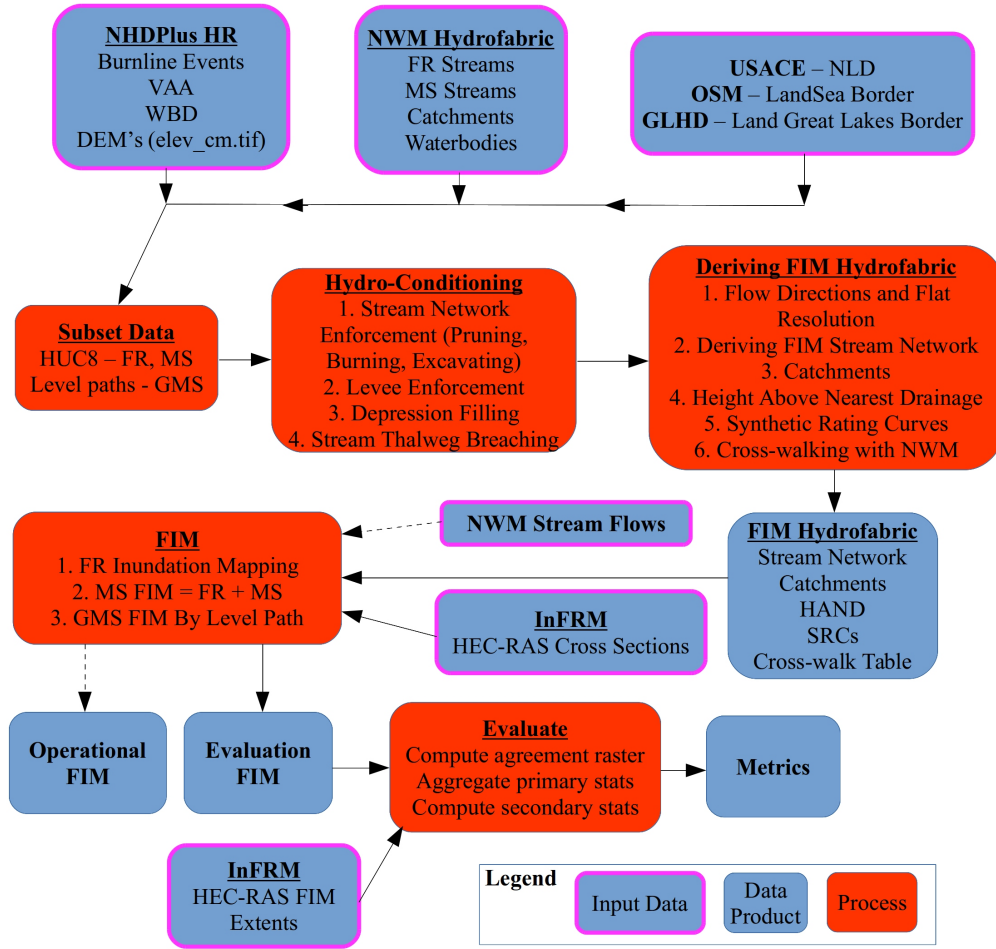 NHDPlus HR
Burnline Events
VAA
WBD
DEM's (elev_cm.tif)
NWM Hydrofabric
FR Streams
MS Streams
Catchments
Waterbodies
USACE – NLD
OSM – LandSea Border
GLHD – Land Great Lakes Border
Subset Data
HUC8 – FR, MS
Level paths - GMS
Hydro-Conditioning
1. Stream Network
Enforcement (Pruning,
Burning, Excavating)
2. Levee Enforcement
3. Depression Filling
4. Stream Thalweg Breaching
Deriving FIM Hydrofabric
1. Flow Directions and Flat
Resolution
2. Deriving FIM Stream Network
3. Catchments
4. Height Above Nearest Drainage
5. Synthetic Rating Curves
6. Cross-walking with NWM
FIM
1. FR Inundation Mapping
2. MS FIM = FR + MS
3. GMS FIM By Level Path
NWM Stream Flows
InFRM
HEC-RAS Cross Sections
FIM Hydrofabric
Stream Network
Catchments
HAND
SRCs
Cross-walk Table
Operational
FIM
Evaluation
FIM
Evaluate
Compute agreement raster
Aggregate primary stats
Compute secondary stats
Metrics
InFRM
HEC-RAS FIM
Extents
Legend
Input Data
Data
Product
Process